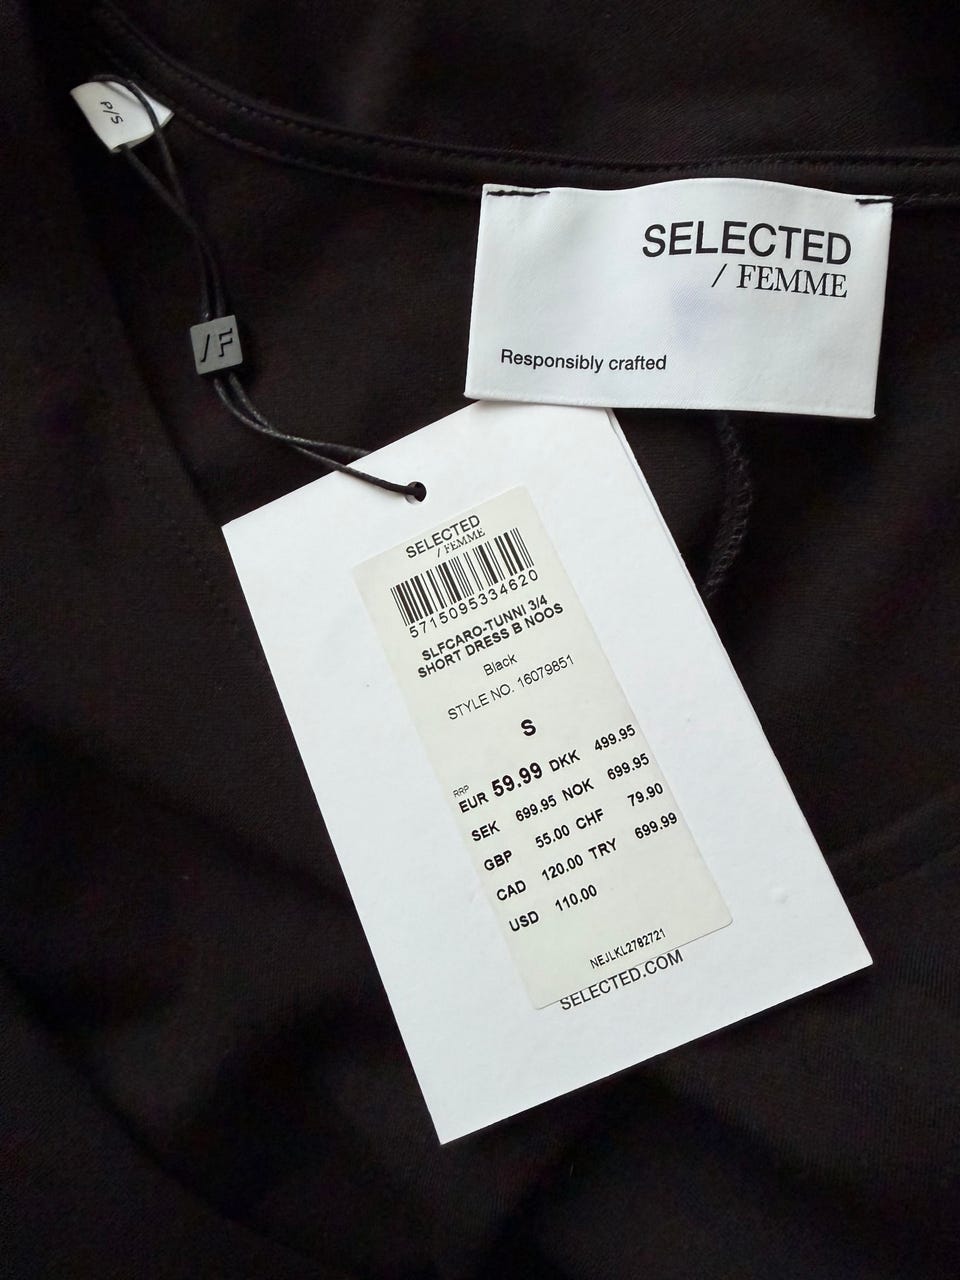 P/S
SELECTED
/ FEMME
Responsibly crafted
/F
SELECTED
/ FEMME
5715095334620
SLFCARO-TUNNI 3/4
SHORT DRESS B NOOS
Black
STYLE NO. 16079851
S
RRP
EUR 59.99 DKK 499.95
SEK 699.95 NOK 699.95
GBP 55.00 CHF 79.90
CAD 120.00 TRY 699.99
USD 110.00
NEJLKL2782721
SELECTED.COM